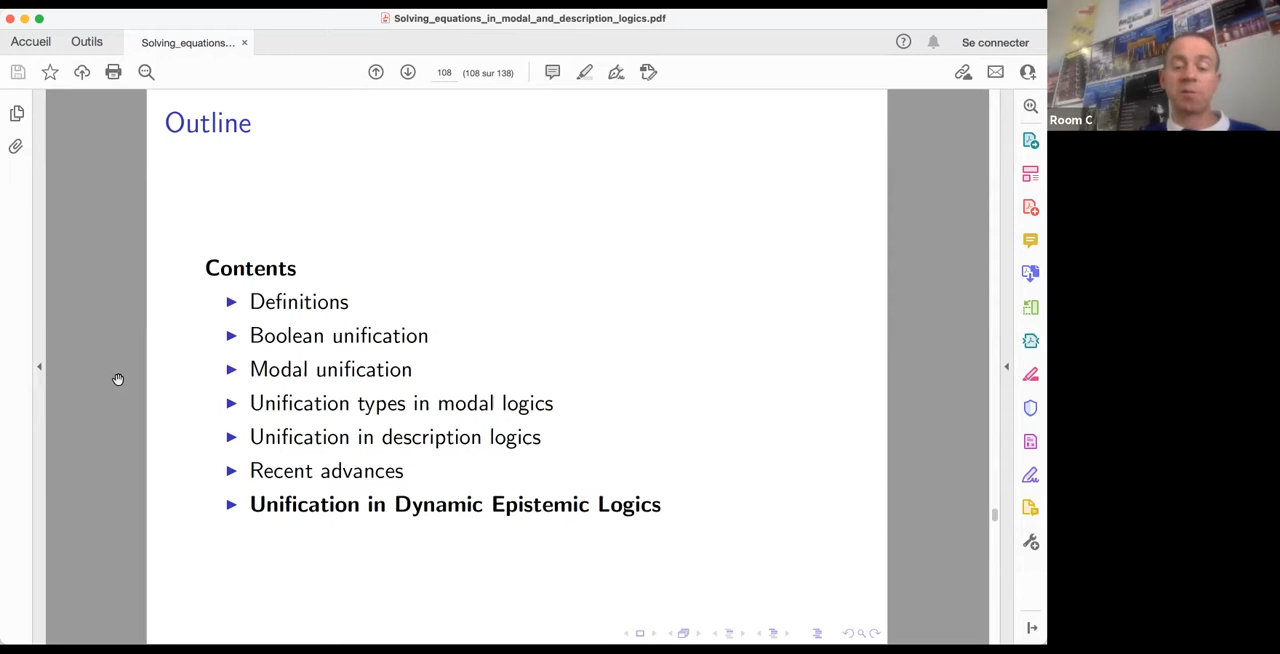 Solving_equations_in_modal_and_description_logics.pdf
Accueil Outils Solving_equations... × Se connecter
108 (108 sur 138)
Room C
Outline
Contents
Definitions
Boolean unification
Modal unification
Unification types in modal logics
Unification in description logics
Recent advances
Unification in Dynamic Epistemic Logics